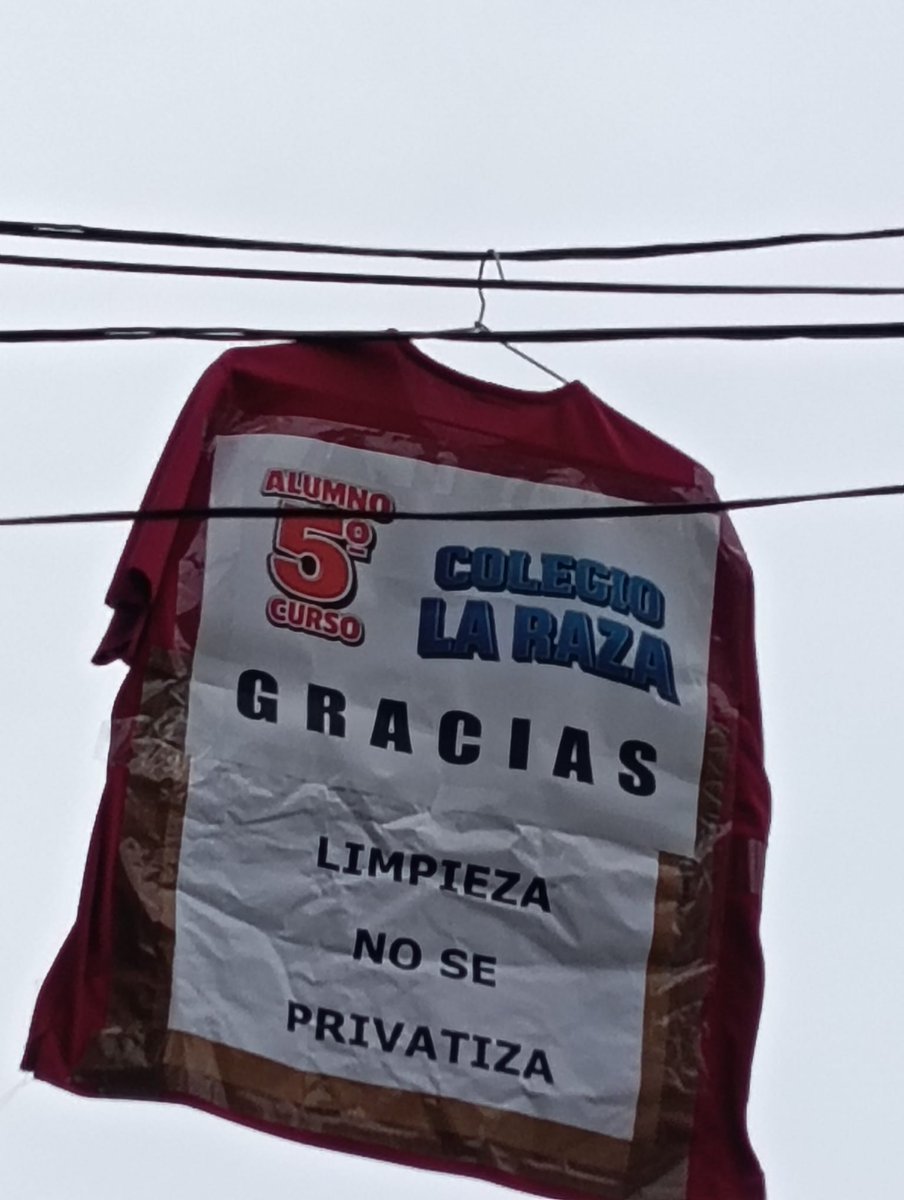 ALUMNO
5º
CURSO
COLEGIO
LA RAZA
GRACIAS
LIMPIEZA
NO SE
PRIVATIZA